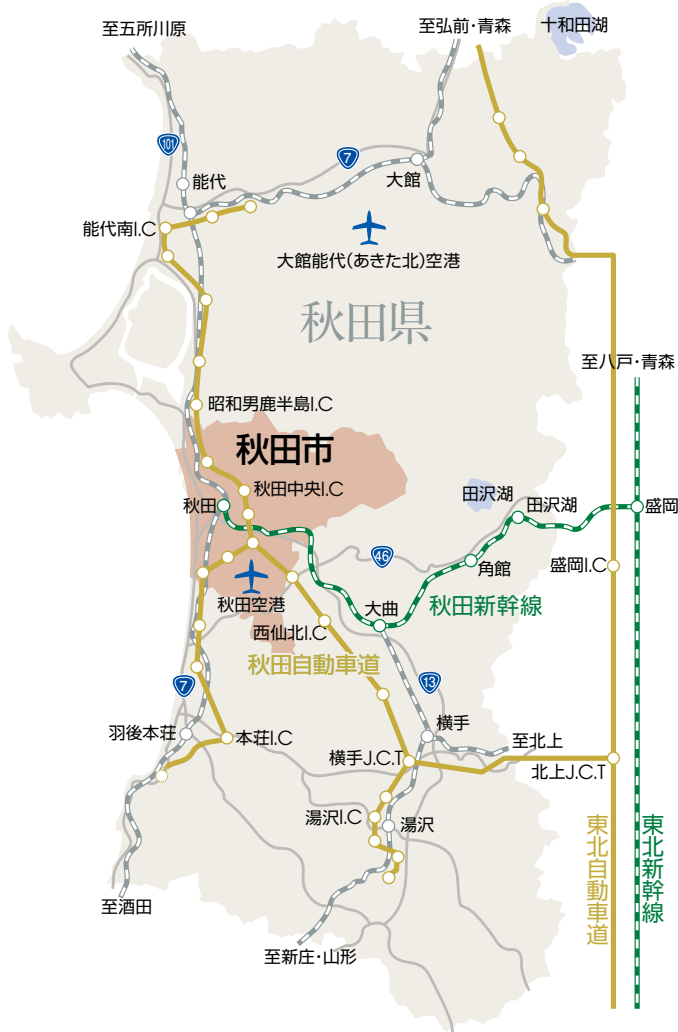 至五所川原
至弘前・青森
十和田湖
101
7
能代
大館
能代南I.C
大館能代(あきた北)空港
秋田県
至八戸・青森
昭和男鹿半島I.C
秋田市
秋田中央I.C
秋田
田沢湖
田沢湖
盛岡
46
角館
盛岡I.C
秋田空港
大曲
秋田新幹線
西仙北I.C
秋田自動車道
7
13
羽後本荘
本荘I.C
横手
至北上
横手J.C.T
北上J.C.T
湯沢I.C
湯沢
東北自動車道
東北新幹線
至酒田
至新庄・山形